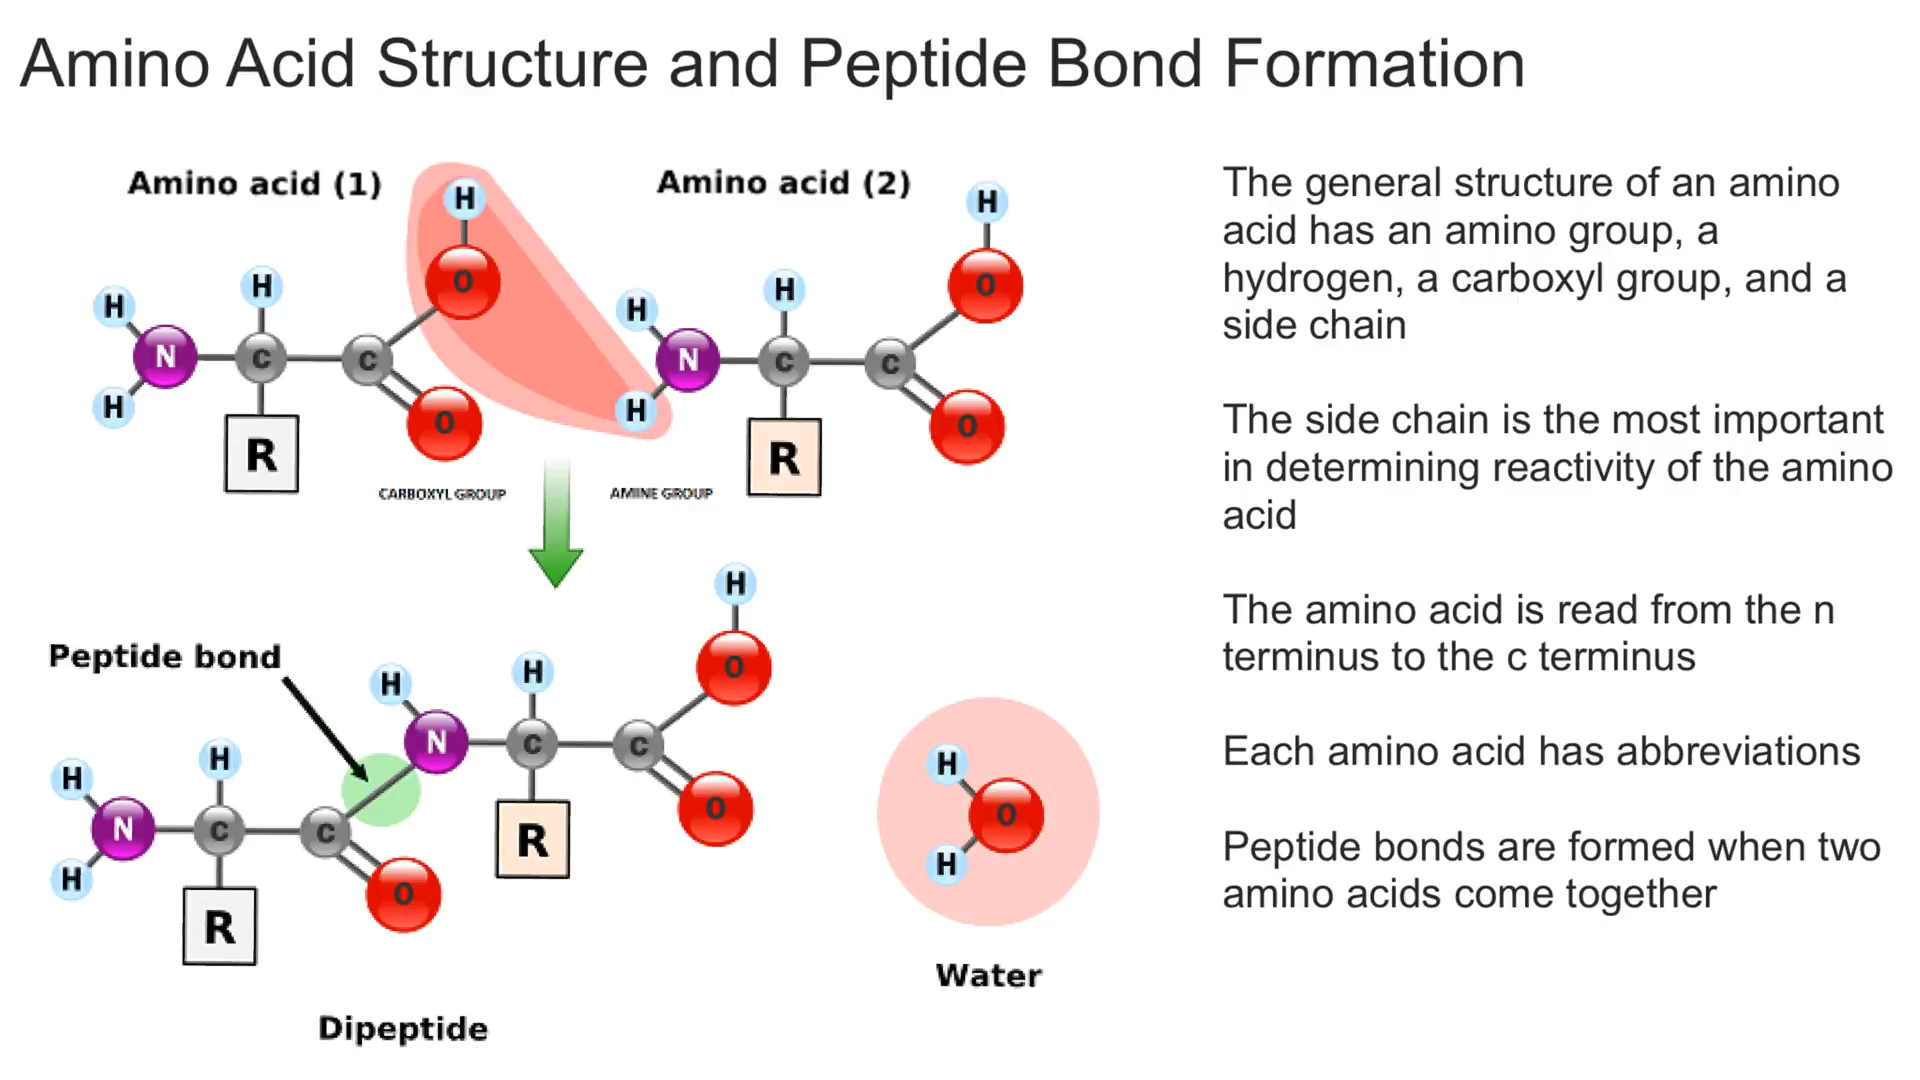 Amino Acid Structure and Peptide Bond Formation
Amino acid (1)
Amino acid (2)
H
H
H
H
H
H
O
O
H
N
C
C
N
C
C
H
H
O
O
R
R
CARBOXYL GROUP
AMINE GROUP
H
Peptide bond
H
H
O
N
C
C
H
H
O
N
C
C
H
O
R
R
H
O
H
Water
Dipeptide
The general structure of an amino
acid has an amino group, a
hydrogen, a carboxyl group, and a
side chain
The side chain is the most important
in determining reactivity of the amino
acid
The amino acid is read from the n
terminus to the c terminus
Each amino acid has abbreviations
Peptide bonds are formed when two
amino acids come together